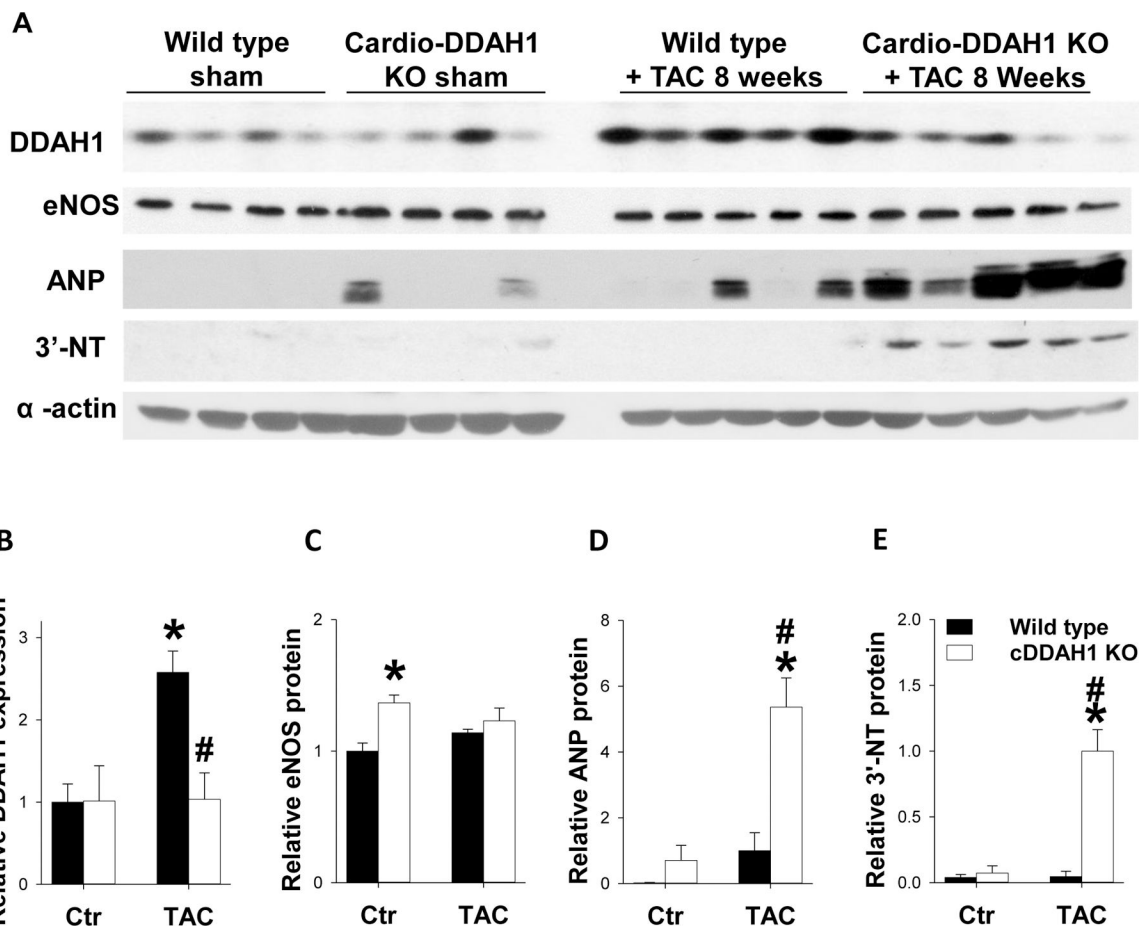 A
Wild type
sham
Cardio-DDAH1
KO sham
Wild type
+ TAC 8 weeks
Cardio-DDAH1 KO
+ TAC 8 Weeks
DDAH1
eNOS
ANP
3’-NT
α -actin
B
C
D
E
Relative DDAH1 expression
3
2
1
0
*
#
Ctr
TAC
Relative eNOS protein
2
1
0
*
Ctr
TAC
Relative ANP protein
8
6
4
2
0
#
*
Ctr
TAC
Relative 3'-NT protein
2.0
1.5
1.0
0.5
0.0
Wild type
cDDAH1 KO
#
*
Ctr
TAC